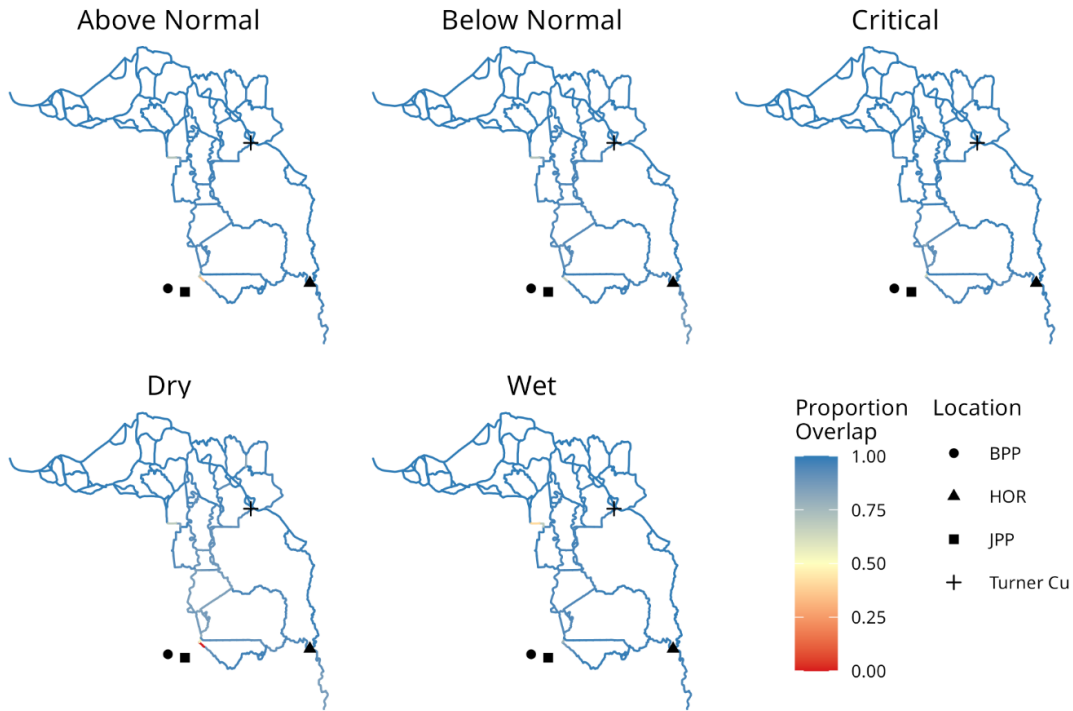 Above Normal
Below Normal
Critical
Dry
Wet
Proportion
Overlap
1.00
0.75
0.50
0.25
0.00
Location
BPP
HOR
JPP
Turner Cu